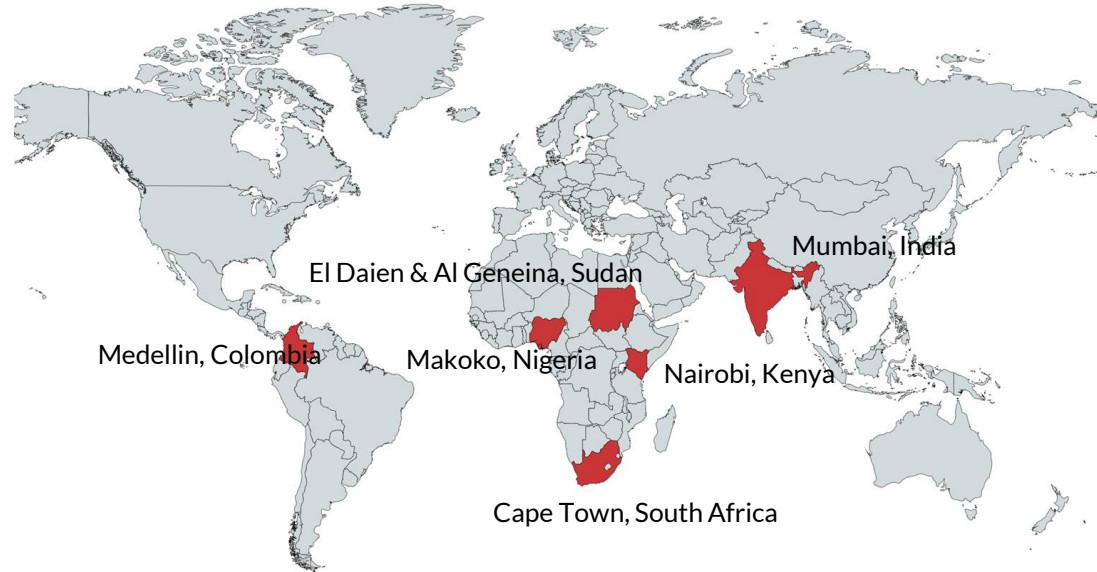 Mumbai, India
El Daien & Al Geneina, Sudan
Medellin, Colombia
Makoko, Nigeria
Nairobi, Kenya
Cape Town, South Africa